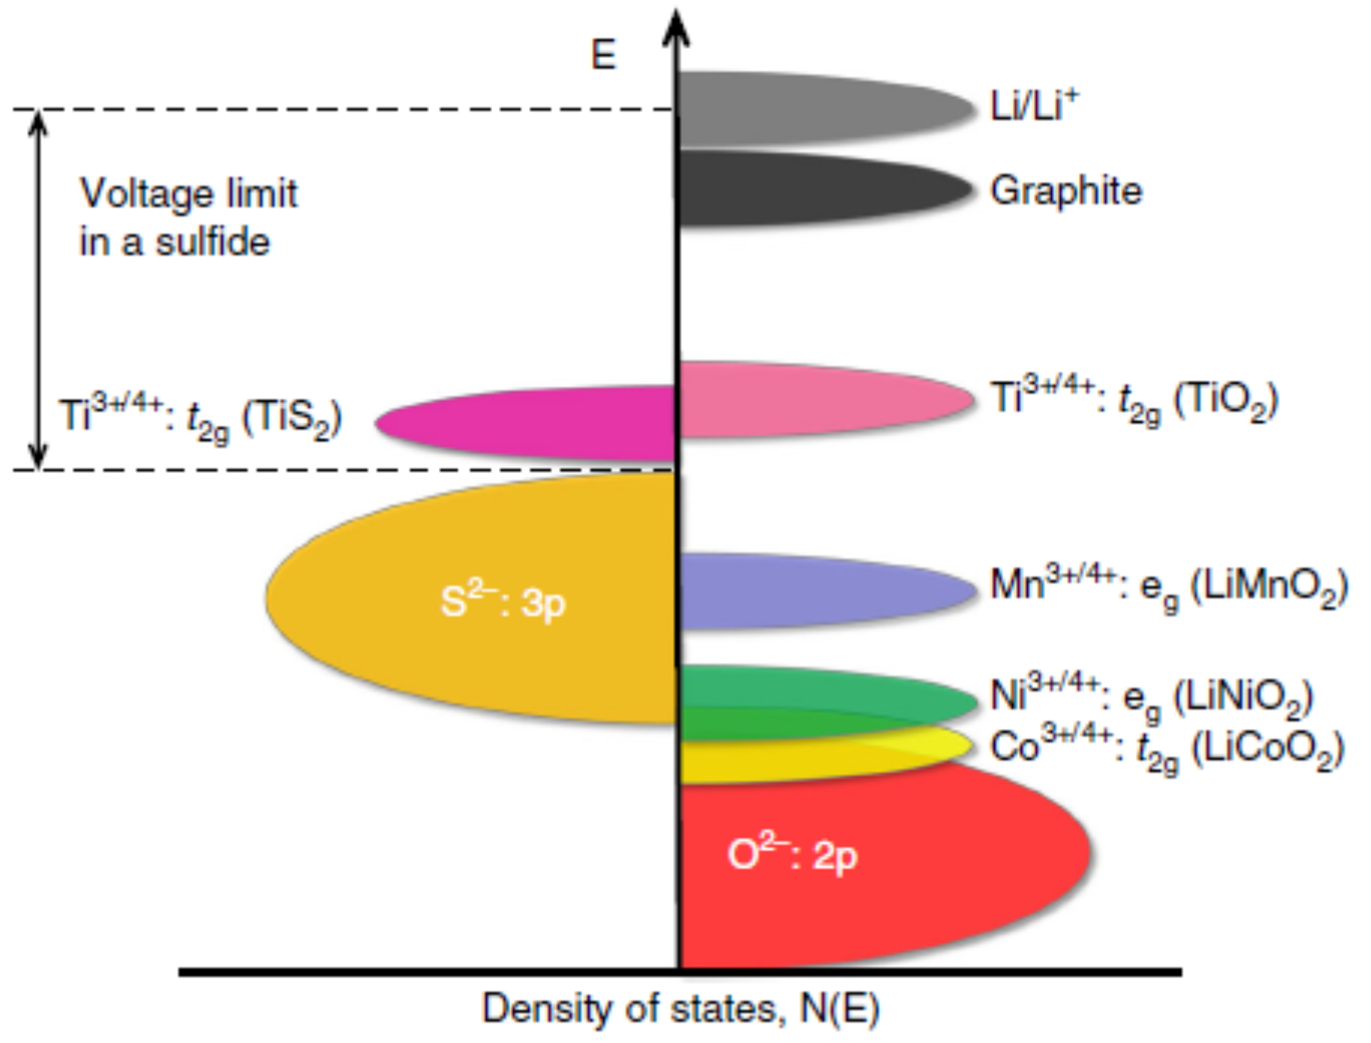 E
Li/Li⁺
Voltage limit
in a sulfide
Graphite
Ti³⁺/⁴⁺: t₂g (TiS₂)
Ti³⁺/⁴⁺: t₂g (TiO₂)
S²⁻: 3p
Mn³⁺/⁴⁺: eg (LiMnO₂)
Ni³⁺/⁴⁺: eg (LiNiO₂)
Co³⁺/⁴⁺: t₂g (LiCoO₂)
O²⁻: 2p
Density of states, N(E)